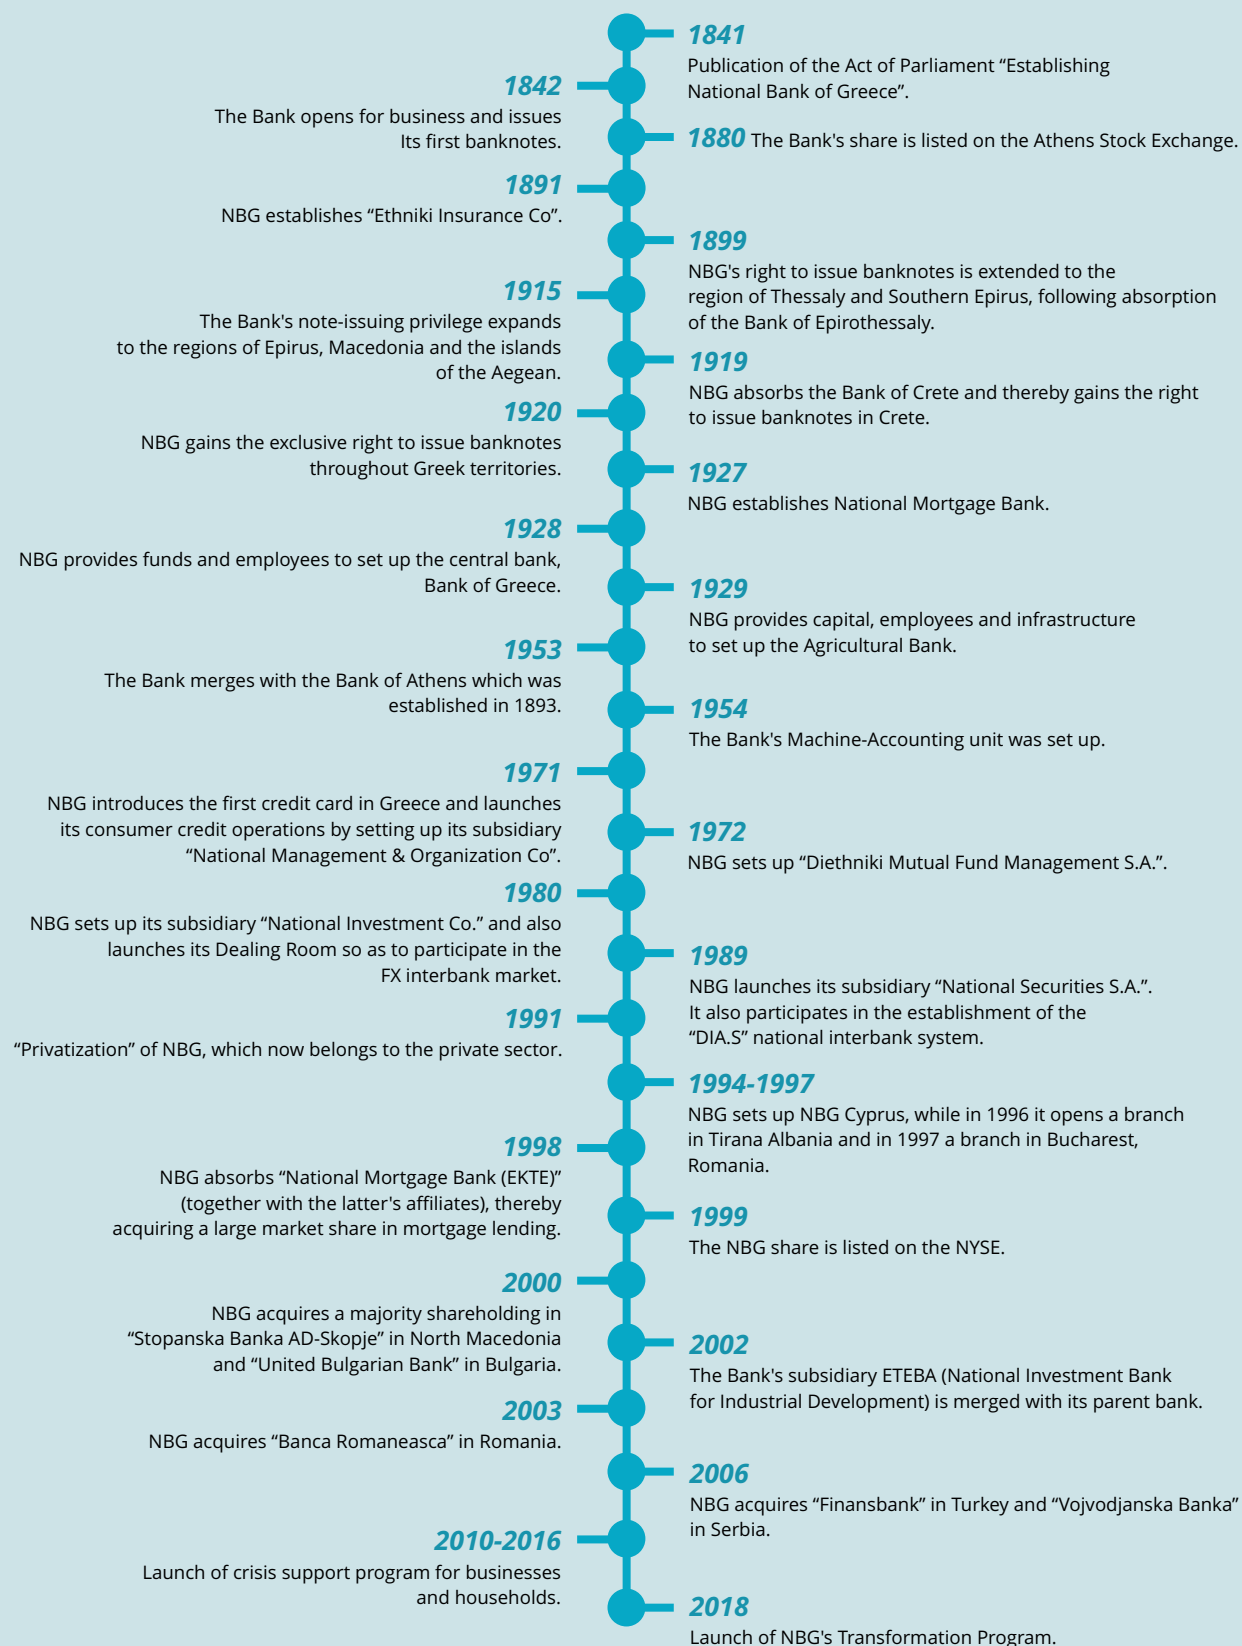 1841
Publication of the Act of Parliament “Establishing
National Bank of Greece”.
1842
The Bank opens for business and issues
Its first banknotes.
1880 The Bank's share is listed on the Athens Stock Exchange.
1891
NBG establishes “Ethniki Insurance Co”.
1899
NBG's right to issue banknotes is extended to the
region of Thessaly and Southern Epirus, following absorption
of the Bank of Epirothessaly.
1915
The Bank's note-issuing privilege expands
to the regions of Epirus, Macedonia and the islands
of the Aegean.
1919
NBG absorbs the Bank of Crete and thereby gains the right
to issue banknotes in Crete.
1920
NBG gains the exclusive right to issue banknotes
throughout Greek territories.
1927
NBG establishes National Mortgage Bank.
1928
NBG provides funds and employees to set up the central bank,
Bank of Greece.
1929
NBG provides capital, employees and infrastructure
to set up the Agricultural Bank.
1953
The Bank merges with the Bank of Athens which was
established in 1893.
1954
The Bank's Machine-Accounting unit was set up.
1971
NBG introduces the first credit card in Greece and launches
its consumer credit operations by setting up its subsidiary
“National Management & Organization Co”.
1972
NBG sets up “Diethniki Mutual Fund Management S.A.”.
1980
NBG sets up its subsidiary “National Investment Co.” and also
launches its Dealing Room so as to participate in the
FX interbank market.
1989
NBG launches its subsidiary “National Securities S.A.”.
It also participates in the establishment of the
“DIA.S” national interbank system.
1991
“Privatization” of NBG, which now belongs to the private sector.
1994-1997
NBG sets up NBG Cyprus, while in 1996 it opens a branch
in Tirana Albania and in 1997 a branch in Bucharest,
Romania.
1998
NBG absorbs “National Mortgage Bank (EKTE)”
(together with the latter's affiliates), thereby
acquiring a large market share in mortgage lending.
1999
The NBG share is listed on the NYSE.
2000
NBG acquires a majority shareholding in
“Stopanska Banka AD-Skopje” in North Macedonia
and “United Bulgarian Bank” in Bulgaria.
2002
The Bank's subsidiary ETEBA (National Investment Bank
for Industrial Development) is merged with its parent bank.
2003
NBG acquires “Banca Romaneasca” in Romania.
2006
NBG acquires “Finansbank” in Turkey and “Vojvodjanska Banka”
in Serbia.
2010-2016
Launch of crisis support program for businesses
and households.
2018
Launch of NBG's Transformation Program.